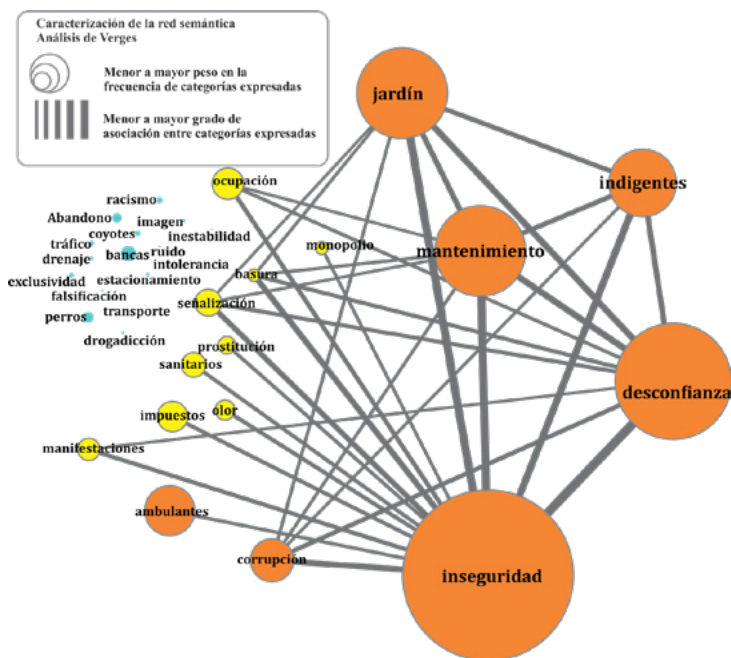 Caracterización de la red semántica
Análisis de Verges
Menor a mayor peso en la
frecuencia de categorías expresadas
Menor a mayor grado de
asociación entre categorías expresadas
jardín
indigentes
ocupación
racismo
Abandono
imagen
coyotes
inestabilidad
tráfico
ruido
monopolio
mantenimiento
drenaje
bancas
intolerancia
basura
exclusividad
estacionamiento
falsificación
señalización
transporte
perros
drogadicción
prostitución
sanitarios
desconfianza
impuestos
olor
manifestaciones
ambulantes
corrupción
inseguridad